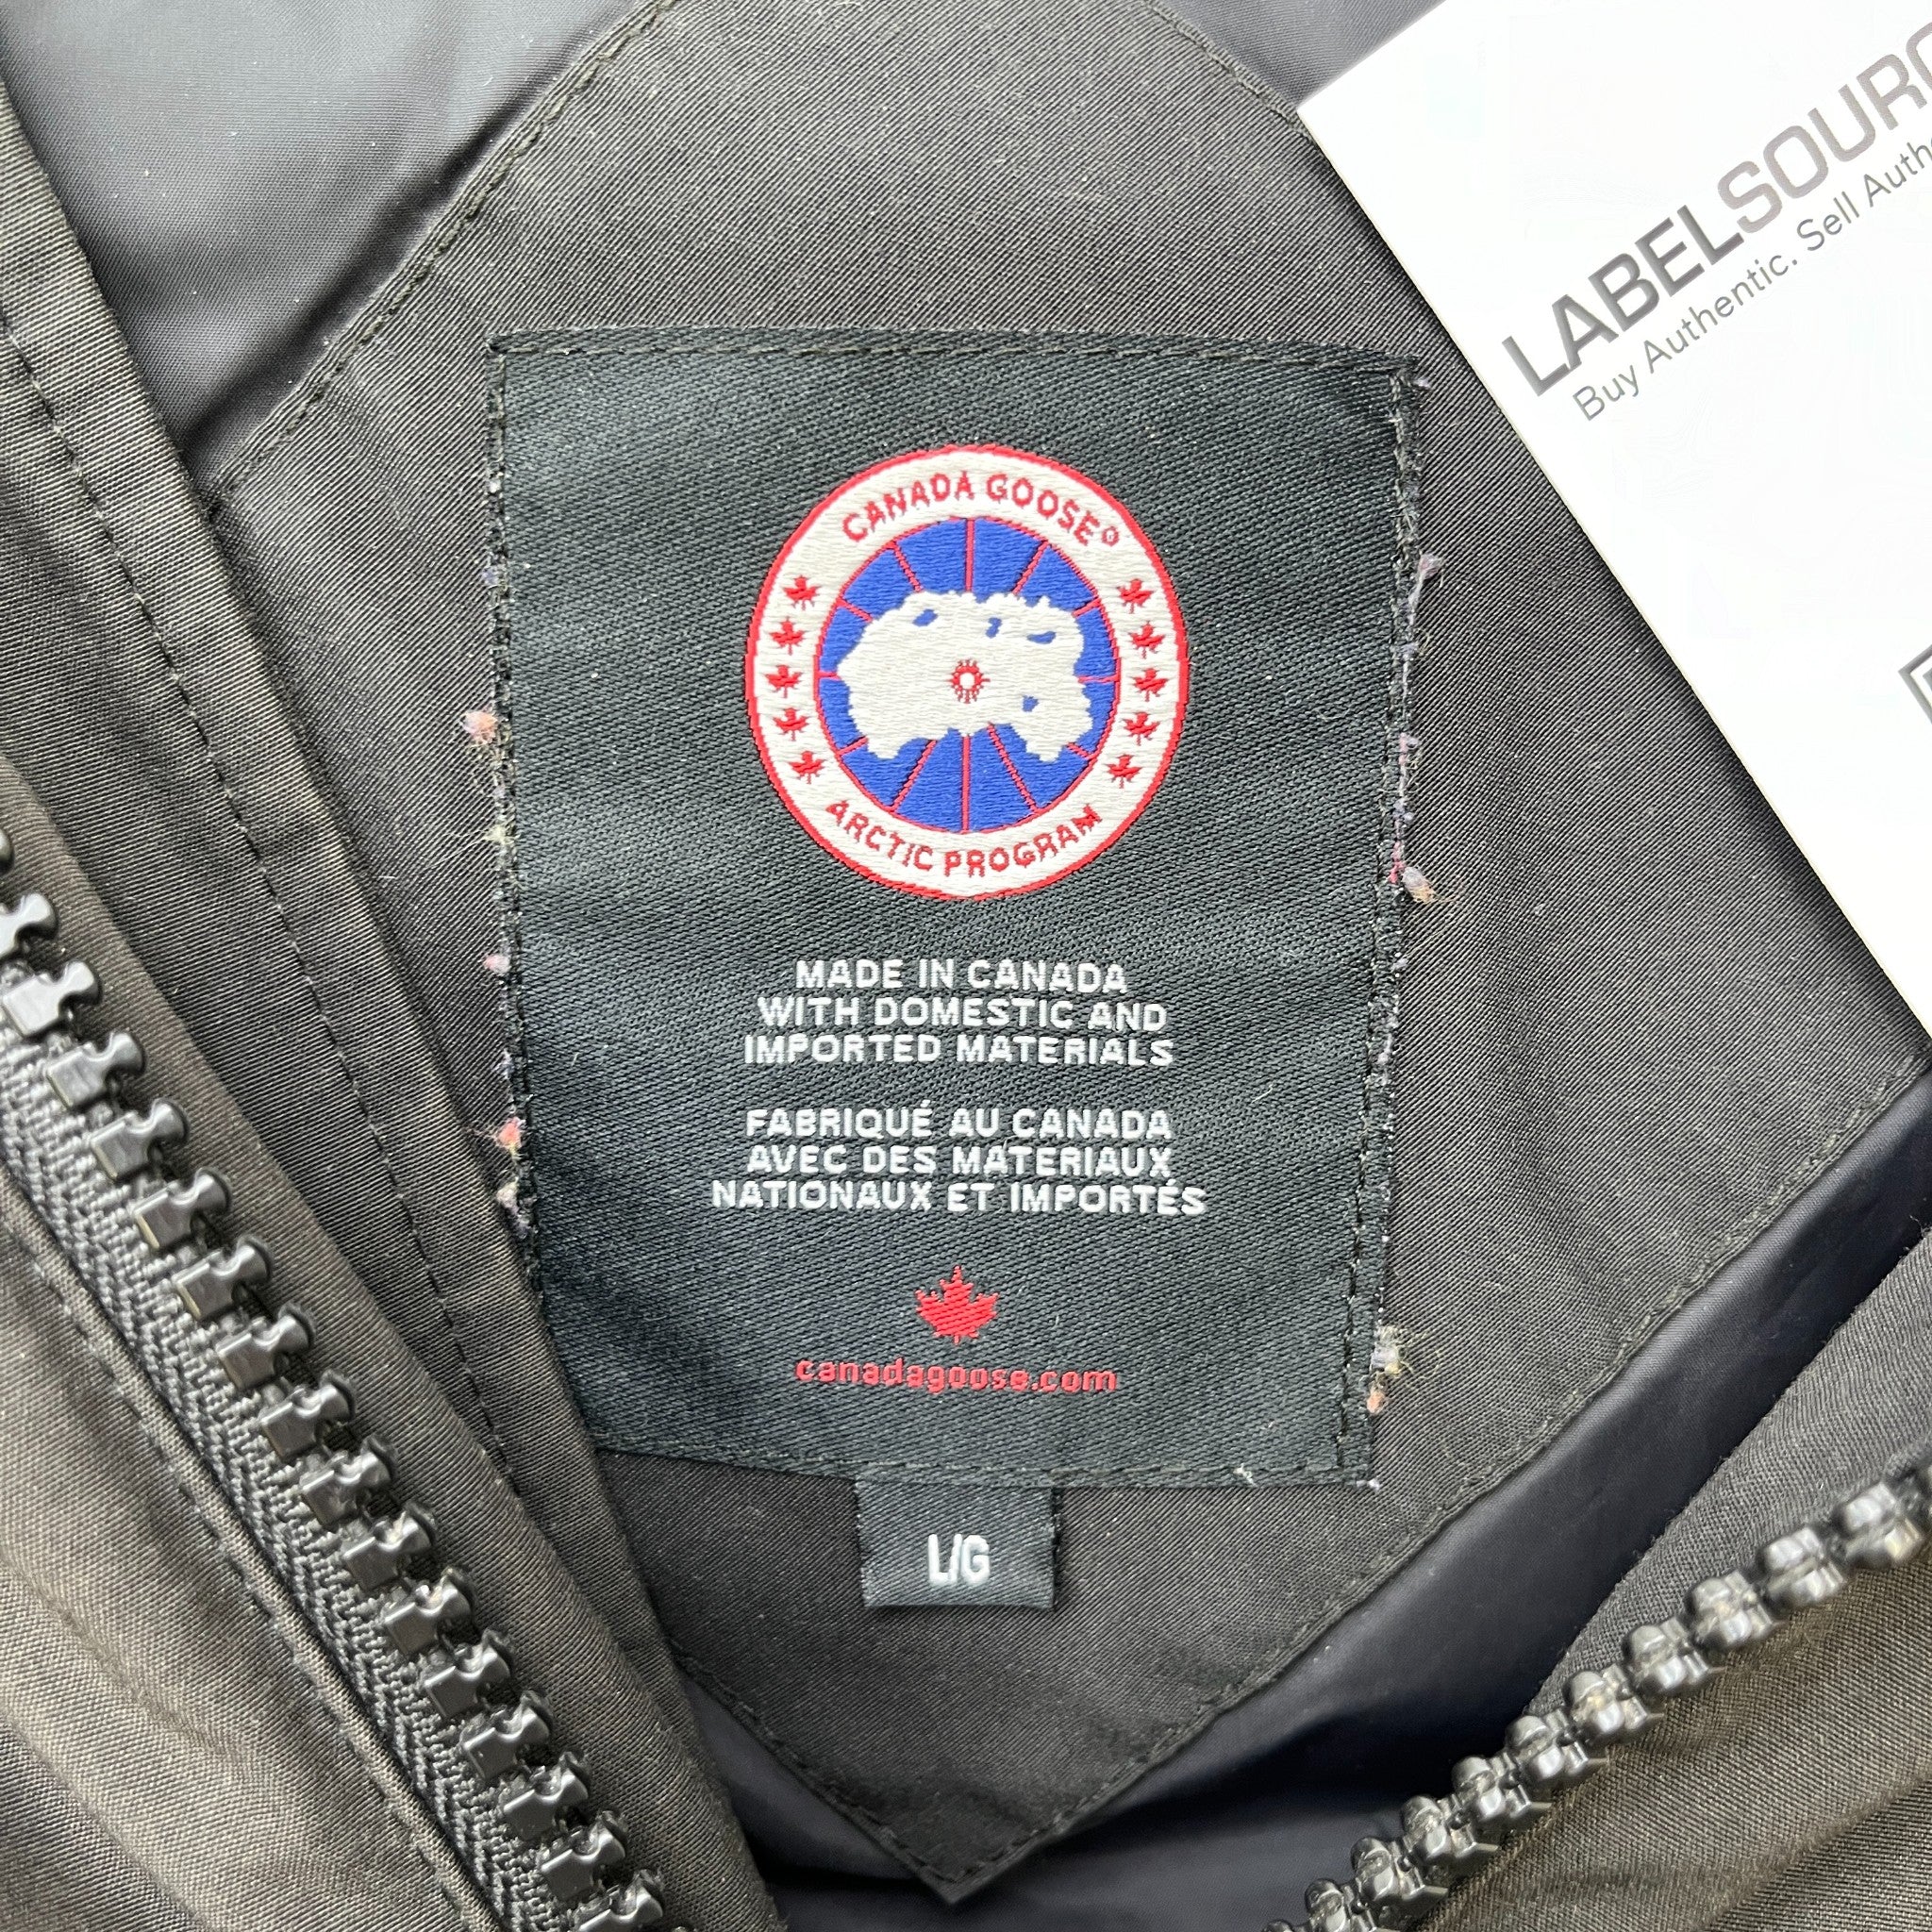 LABELSOURC
Buy Authentic. Sell Auth
CANADA GOOSE®
ARCTIC PROGRAM
MADE IN CANADA
WITH DOMESTIC AND
IMPORTED MATERIALS
FABRIQUÉ AU CANADA
AVEC DES MATERIAUX
NATIONAUX ET IMPORTÉS
canadagoose.com
L/G